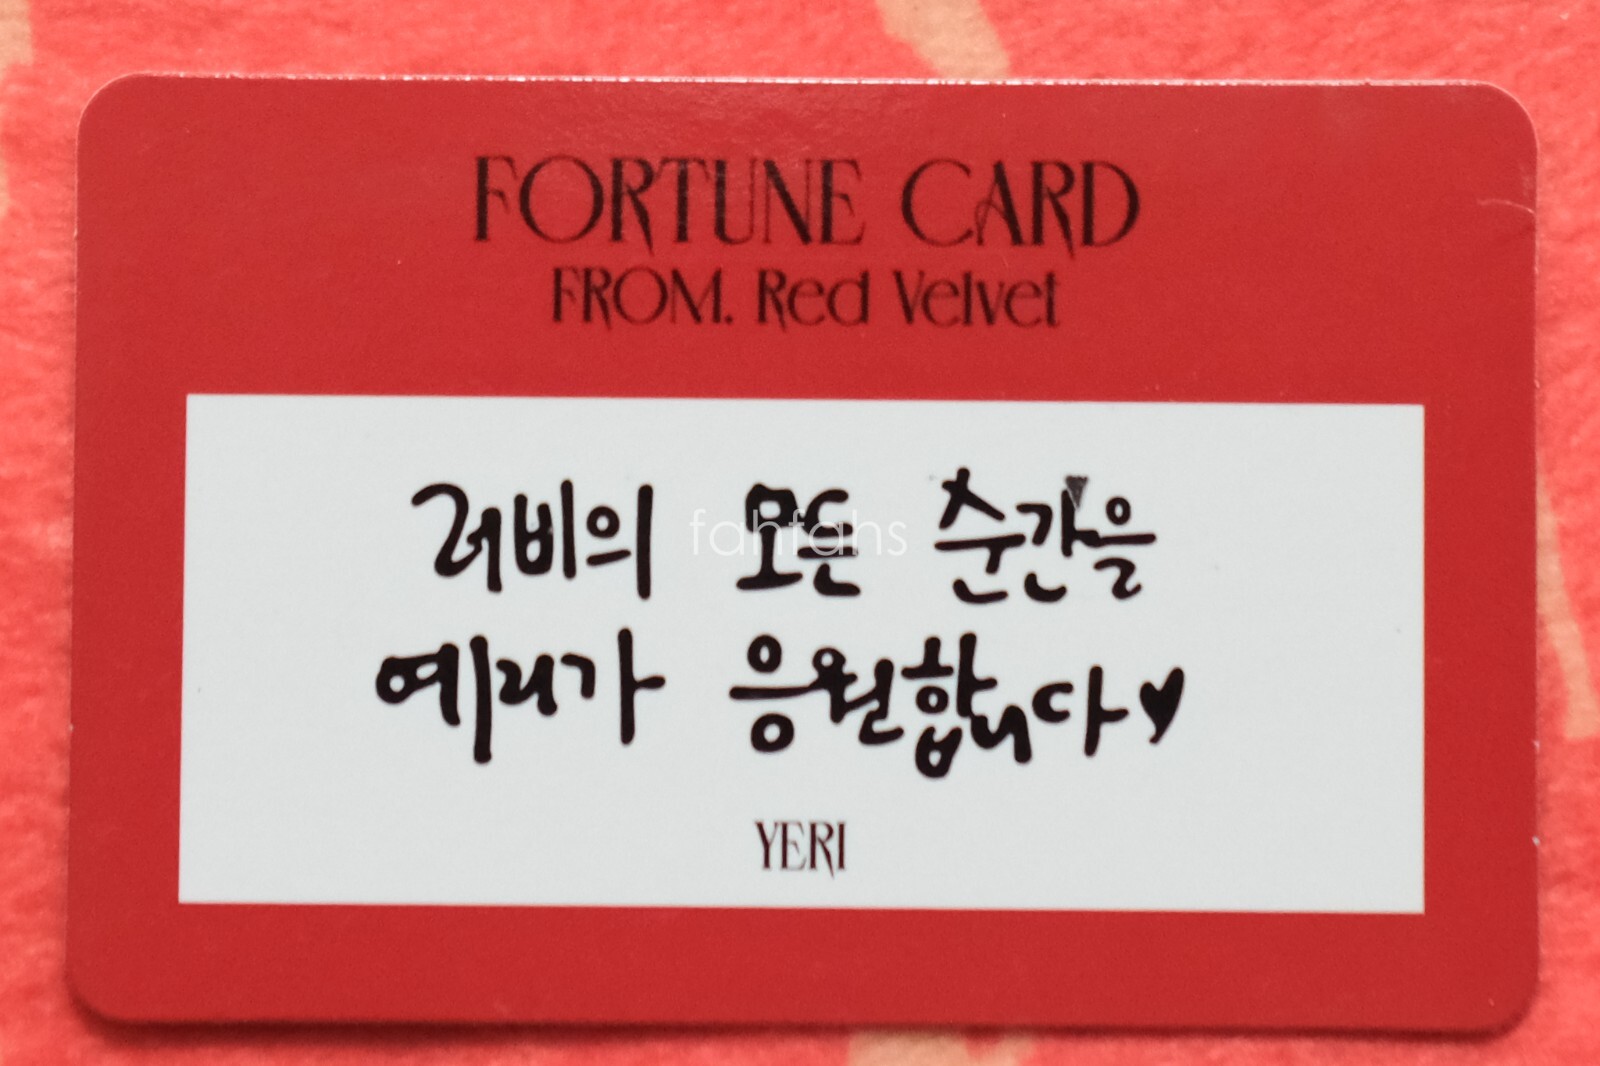 FORTUNE CARD
FROM. Red Velvet
러비의 모든 순간을
fahfahs
예리가 응원합니다♥
YERI